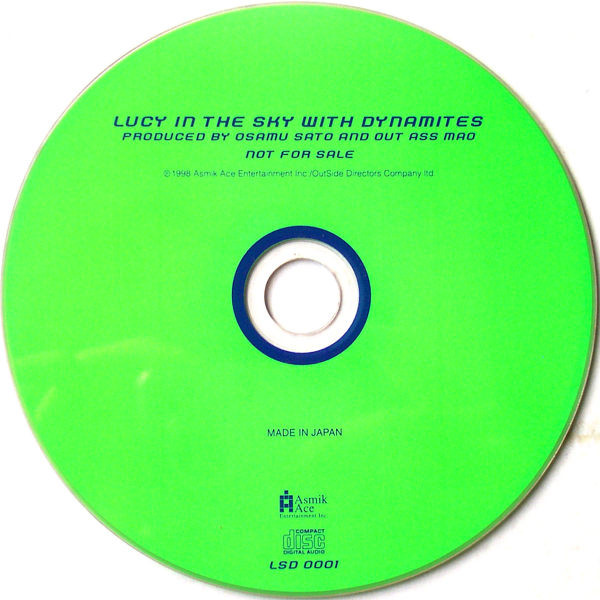 LUCY IN THE SKY WITH DYNAMITES
PRODUCED BY OSAMU SATO AND OUT ASS MAO
NOT FOR SALE
℗1998 Asmik Ace Entertainment Inc./OutSide Directors Company ltd.
MADE IN JAPAN
Asmik
Ace
Entertainment Inc.
COMPACT
disc
DIGITAL AUDIO
LSD 0001